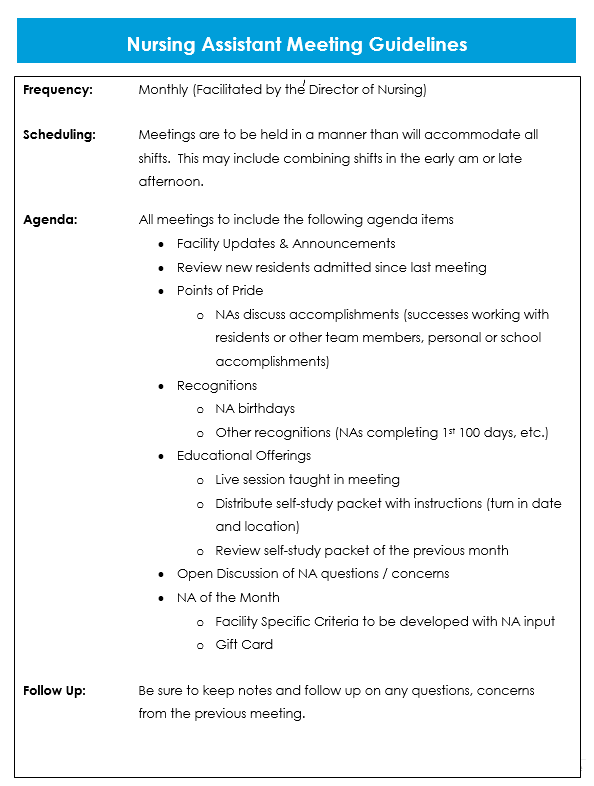 Nursing Assistant Meeting Guidelines
Frequency: Monthly (Facilitated by the Director of Nursing)
Scheduling: Meetings are to be held in a manner than will accommodate all
shifts. This may include combining shifts in the early am or late
afternoon.
Agenda: All meetings to include the following agenda items
• Facility Updates & Announcements
• Review new residents admitted since last meeting
• Points of Pride
o NAs discuss accomplishments (successes working with
residents or other team members, personal or school
accomplishments)
• Recognitions
o NA birthdays
o Other recognitions (NAs completing 1st 100 days, etc.)
• Educational Offerings
o Live session taught in meeting
o Distribute self-study packet with instructions (turn in date
and location)
o Review self-study packet of the previous month
• Open Discussion of NA questions / concerns
• NA of the Month
o Facility Specific Criteria to be developed with NA input
o Gift Card
Follow Up: Be sure to keep notes and follow up on any questions, concerns
from the previous meeting.